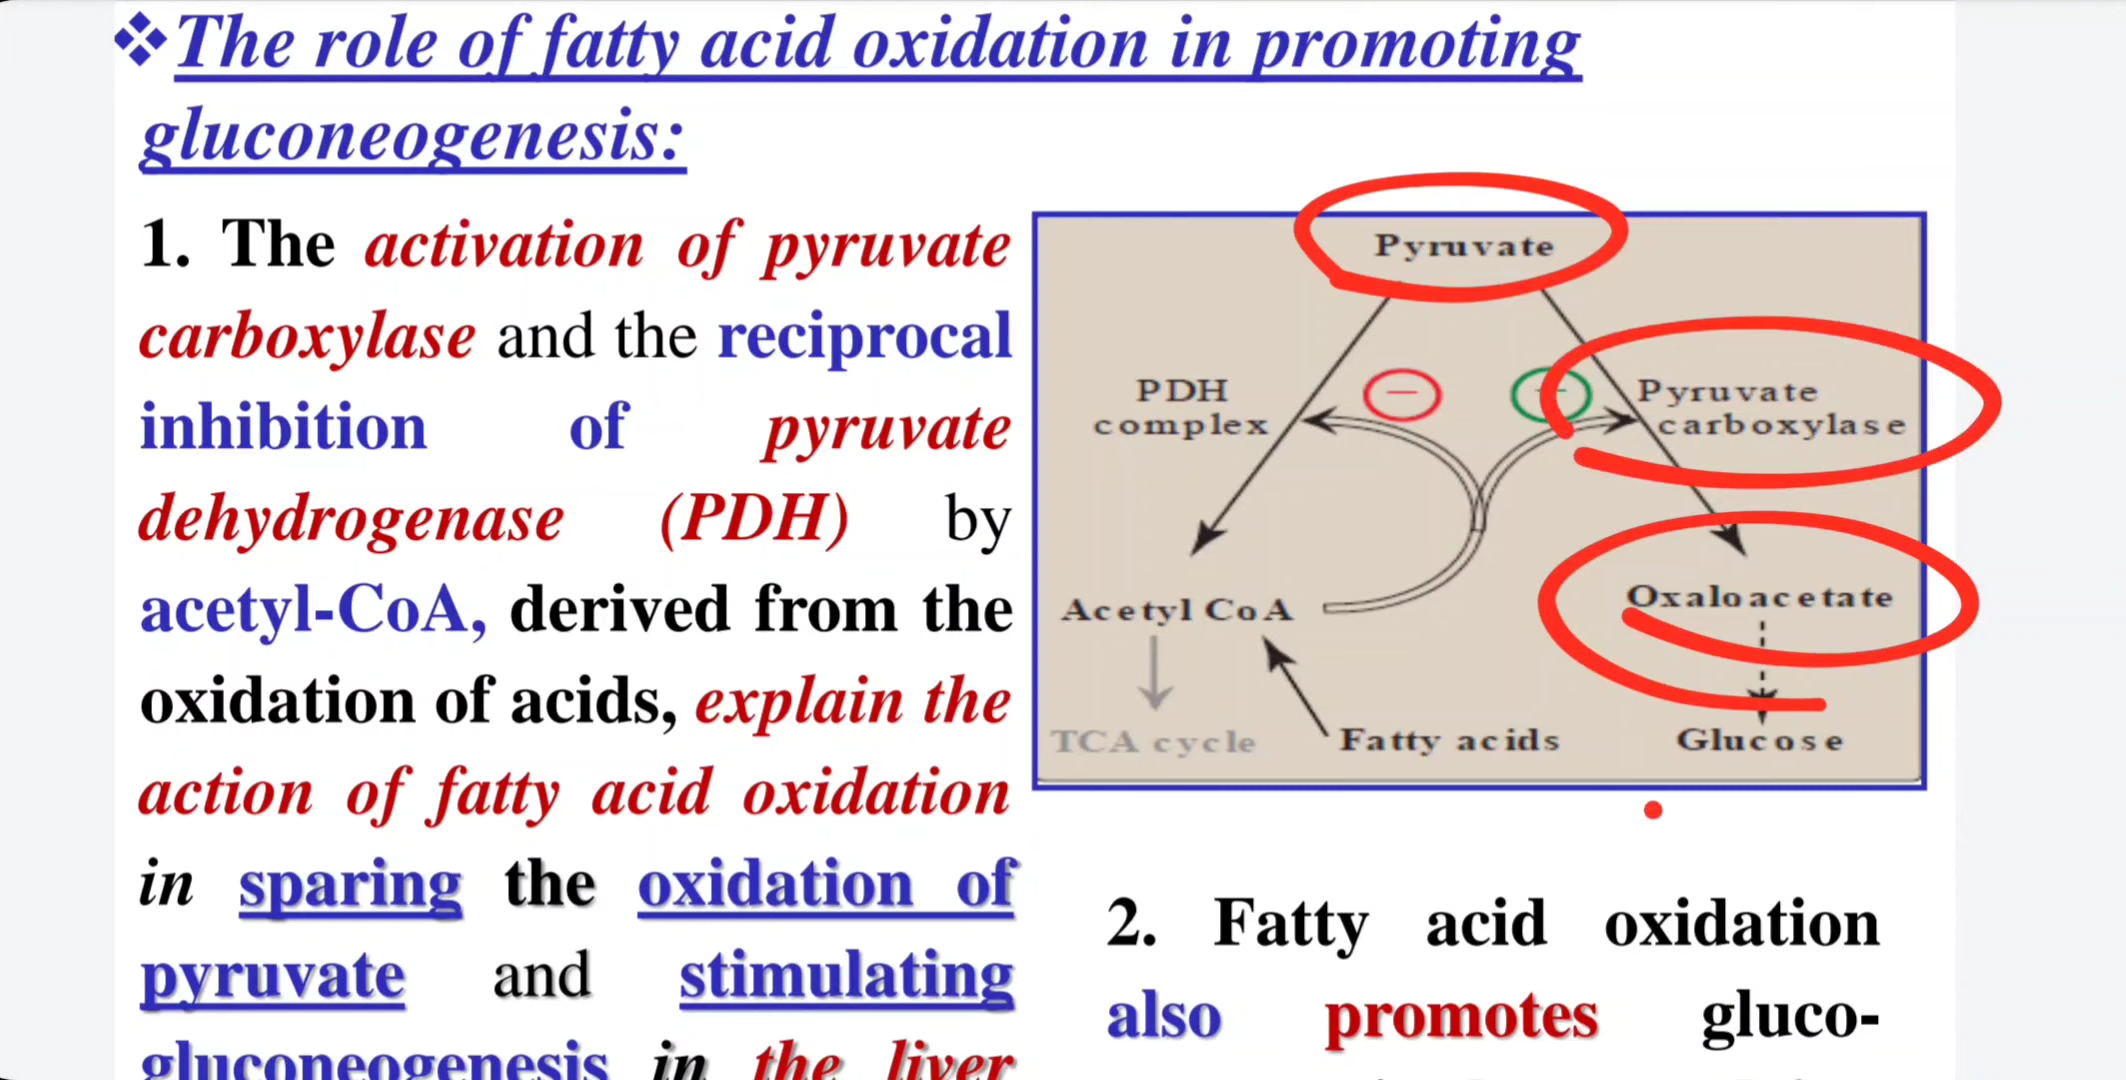 ❖The role of fatty acid oxidation in promoting
gluconeogenesis:
1. The activation of pyruvate
carboxylase and the reciprocal
inhibition of pyruvate
dehydrogenase (PDH) by
acetyl-CoA, derived from the
oxidation of acids, explain the
action of fatty acid oxidation
in sparing the oxidation of
pyruvate and stimulating
gluconeogenesis in the liver
Pyruvate
PDH
complex
Pyruvate
carboxylase
Acetyl CoA
Oxaloacetate
TCA cycle
Fatty acids
Glucose
2. Fatty acid oxidation
also promotes gluco-